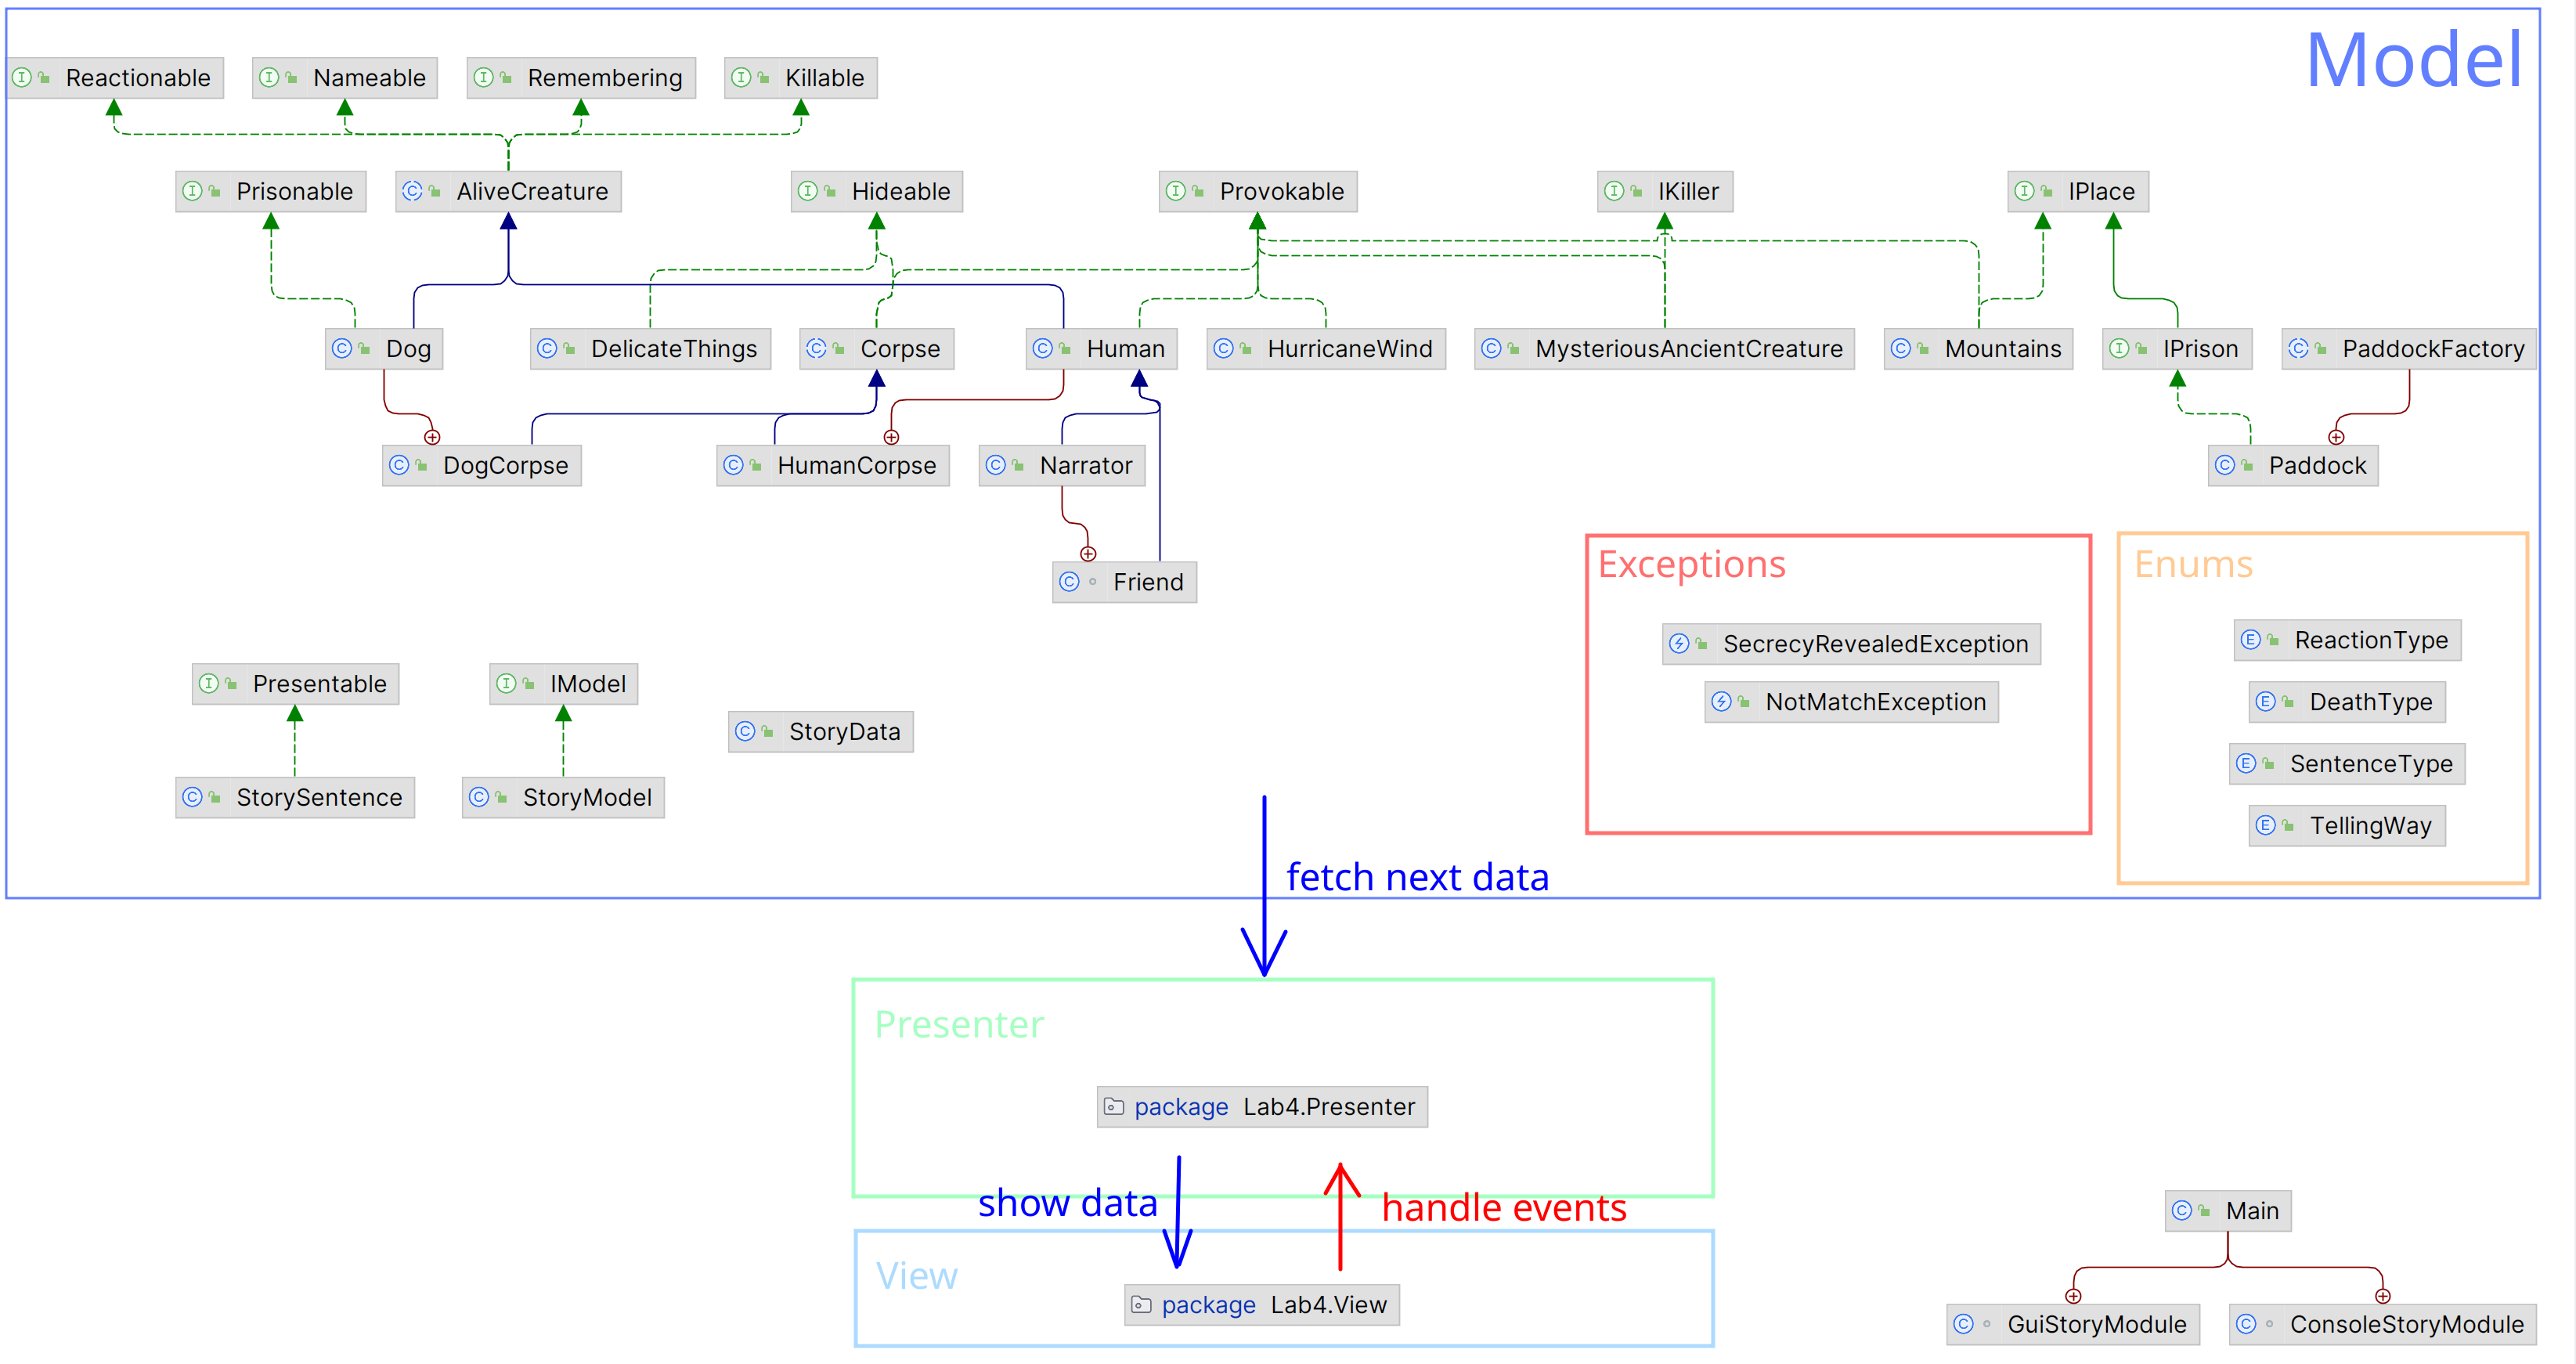 Model
Reactionable
Nameable
Remembering
Killable
Prisonable
AliveCreature
Hideable
Provokable
IKiller
IPlace
Dog
DelicateThings
Corpse
Human
HurricaneWind
MysteriousAncientCreature
Mountains
IPrison
PaddockFactory
DogCorpse
HumanCorpse
Narrator
Paddock
Friend
Exceptions
SecrecyRevealedException
NotMatchException
Enums
ReactionType
DeathType
SentenceType
TellingWay
Presentable
IModel
StoryData
StorySentence
StoryModel
fetch next data
Presenter
package Lab4.Presenter
show data
handle events
View
package Lab4.View
Main
GuiStoryModule
ConsoleStoryModule